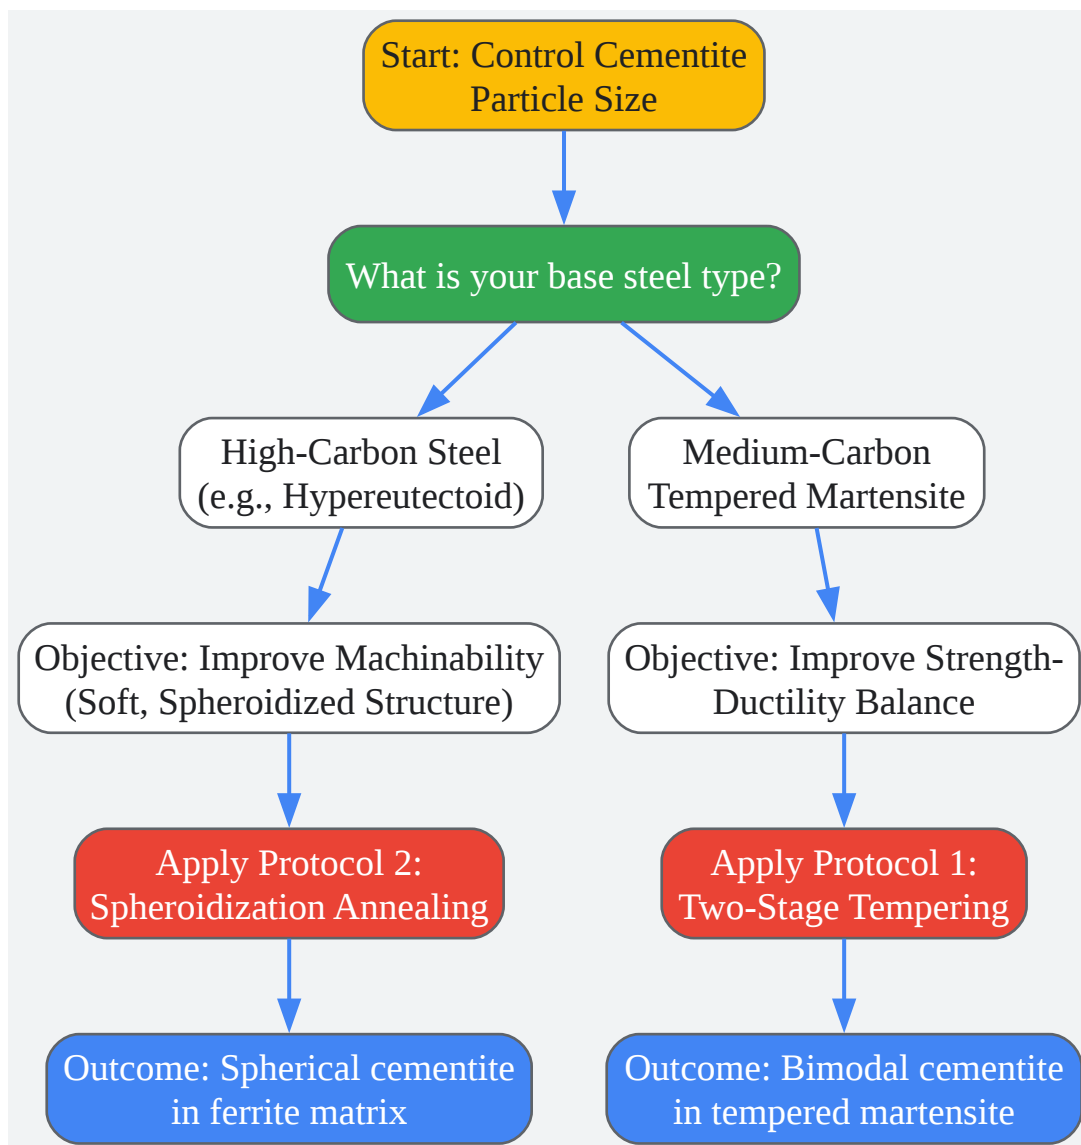 Start: Control Cementite
Particle Size
What is your base steel type?
High-Carbon Steel
(e.g., Hypereutectoid)
Medium-Carbon
Tempered Martensite
Objective: Improve Machinability
(Soft, Spheroidized Structure)
Objective: Improve Strength-
Ductility Balance
Apply Protocol 2:
Spheroidization Annealing
Apply Protocol 1:
Two-Stage Tempering
Outcome: Spherical cementite
in ferrite matrix
Outcome: Bimodal cementite
in tempered martensite